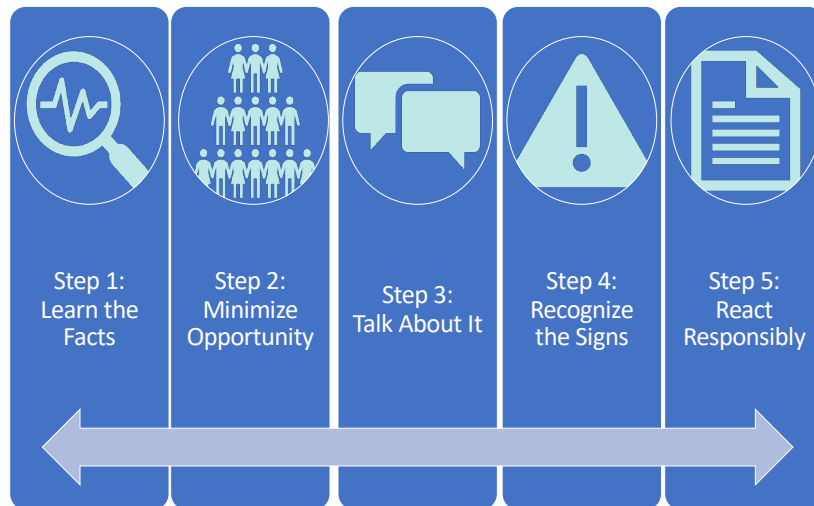 Step 1:
Learn the
Facts
Step 2:
Minimize
Opportunity
Step 3:
Talk About It
Step 4:
Recognize
the Signs
Step 5:
React
Responsibly